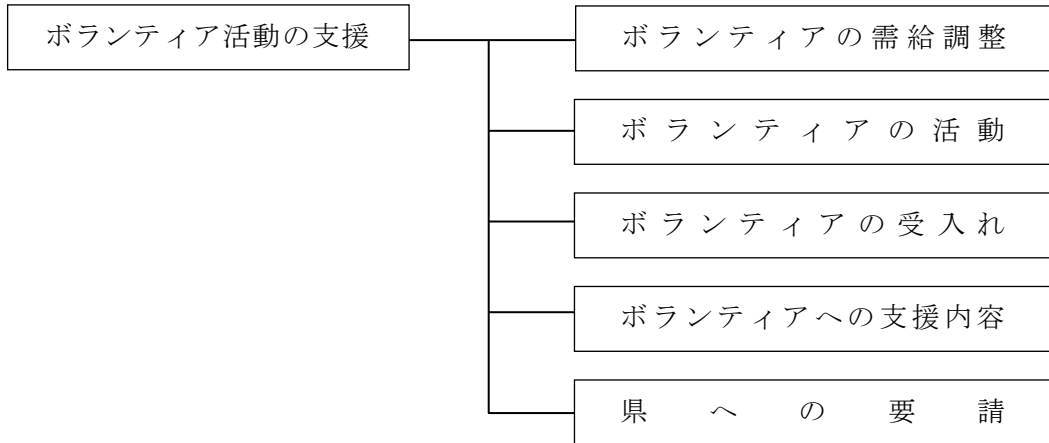 ボランティア活動の支援
ボランティアの需給調整
ボランティアの活動
ボランティアの受入れ
ボランティアへの支援内容
県への要請